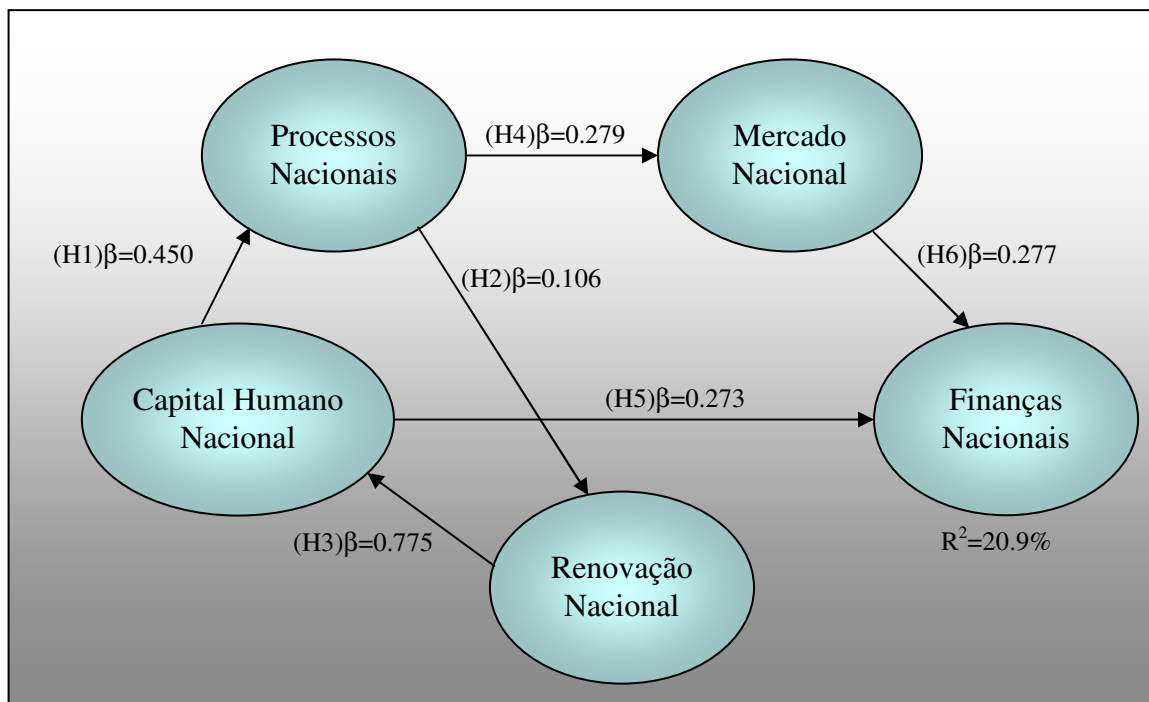 Processos
Nacionais
(H4)β=0.279
Mercado
Nacional
(H1)β=0.450
(H2)β=0.106
(H6)β=0.277
Capital Humano
Nacional
(H5)β=0.273
Finanças
Nacionais
(H3)β=0.775
R²=20.9%
Renovação
Nacional